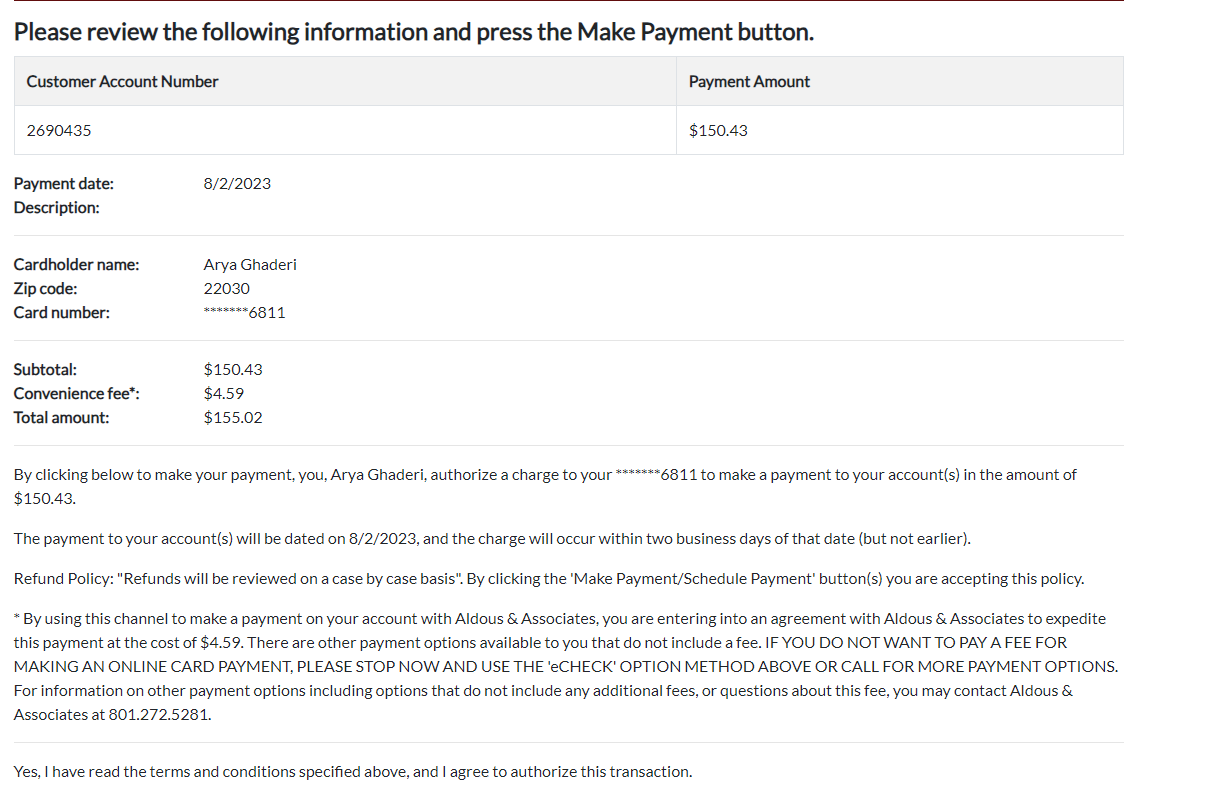 Please review the following information and press the Make Payment button.
Customer Account Number Payment Amount
2690435 $150.43
Payment date: 8/2/2023
Description:
Cardholder name: Arya Ghaderi
Zip code: 22030
Card number: *******6811
Subtotal: $150.43
Convenience fee*: $4.59
Total amount: $155.02
By clicking below to make your payment, you, Arya Ghaderi, authorize a charge to your *******6811 to make a payment to your account(s) in the amount of
$150.43.
The payment to your account(s) will be dated on 8/2/2023, and the charge will occur within two business days of that date (but not earlier).
Refund Policy: "Refunds will be reviewed on a case by case basis". By clicking the 'Make Payment/Schedule Payment' button(s) you are accepting this policy.
* By using this channel to make a payment on your account with Aldous & Associates, you are entering into an agreement with Aldous & Associates to expedite
this payment at the cost of $4.59. There are other payment options available to you that do not include a fee. IF YOU DO NOT WANT TO PAY A FEE FOR
MAKING AN ONLINE CARD PAYMENT, PLEASE STOP NOW AND USE THE 'eCHECK' OPTION METHOD ABOVE OR CALL FOR MORE PAYMENT OPTIONS.
For information on other payment options including options that do not include any additional fees, or questions about this fee, you may contact Aldous &
Associates at 801.272.5281.
Yes, I have read the terms and conditions specified above, and I agree to authorize this transaction.